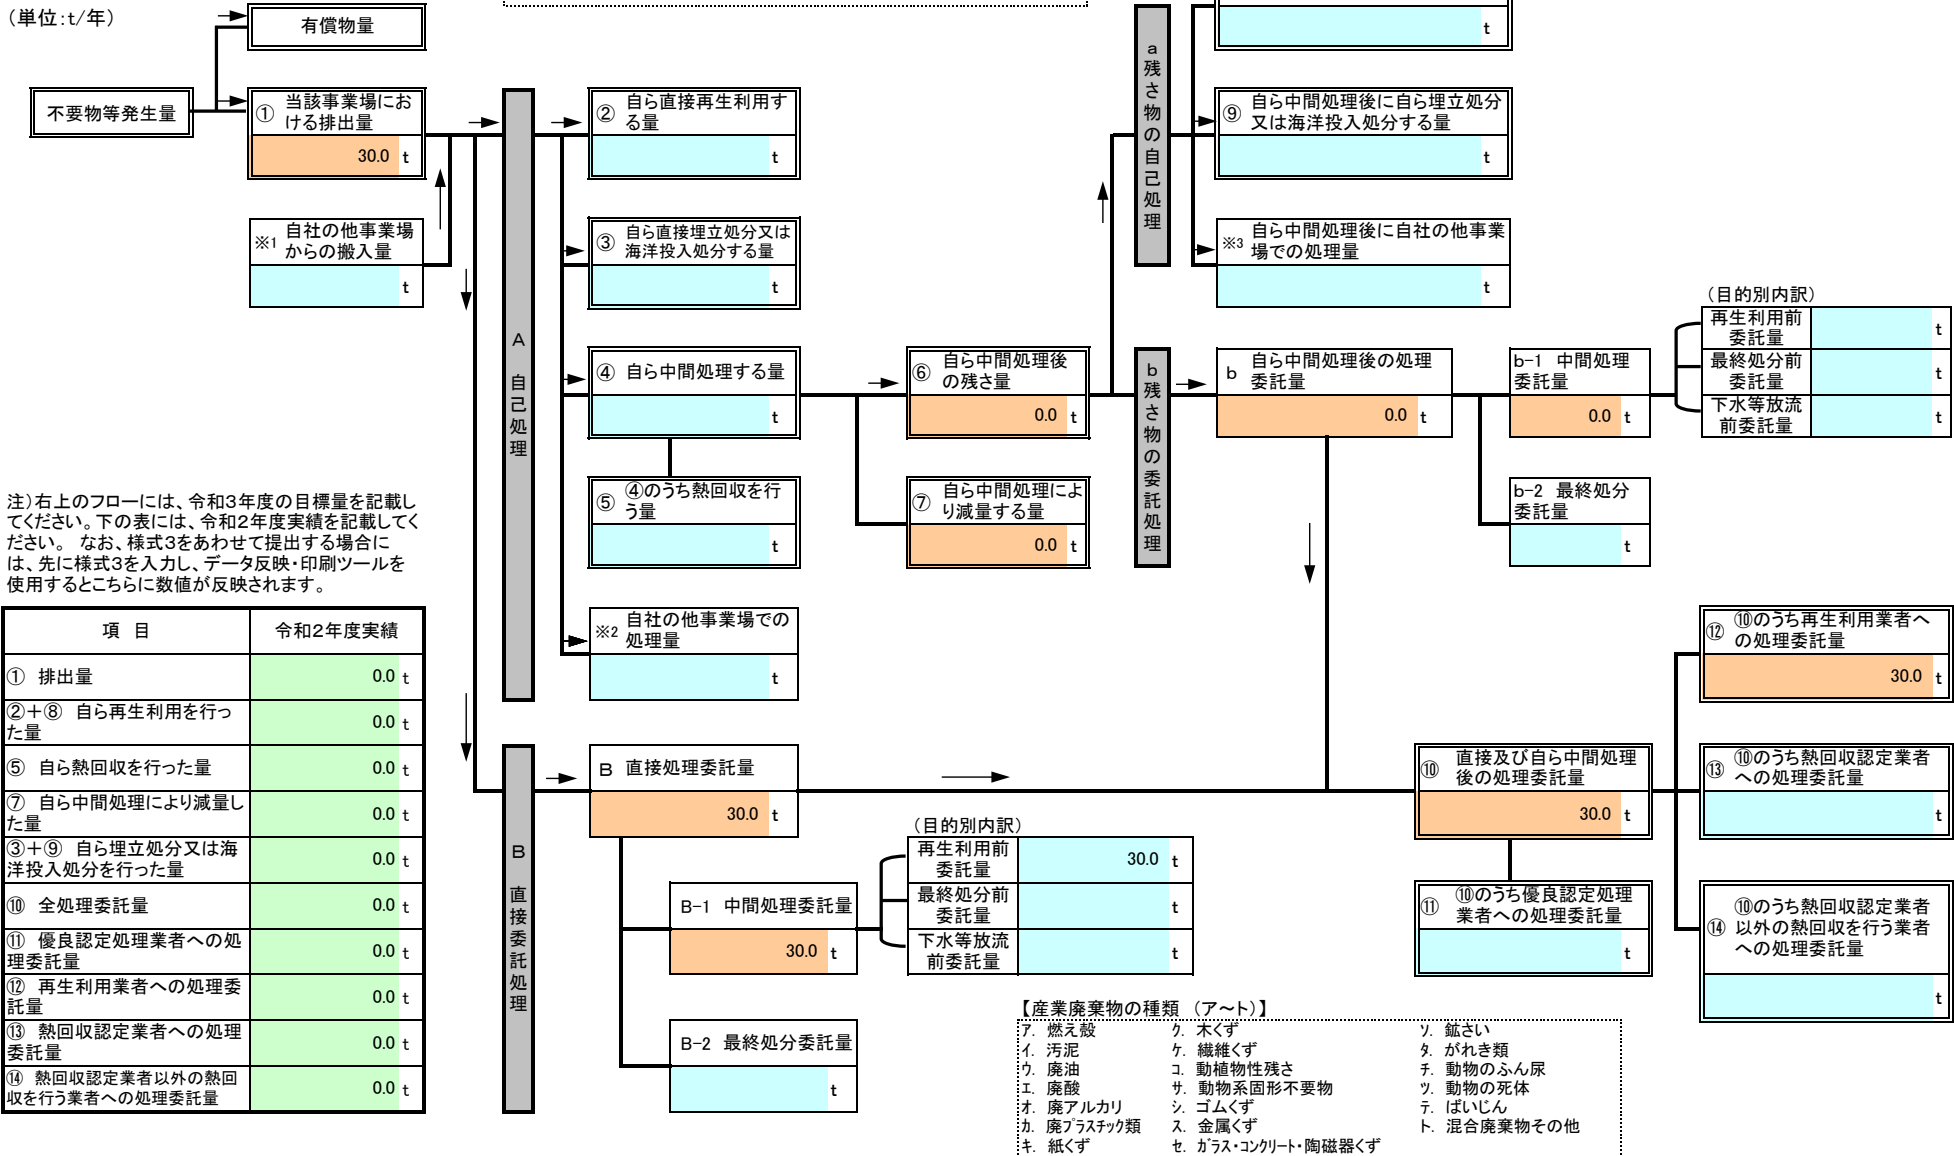 （単位：t/年）
有償物量
不要物等発生量
① 当該事業場にお
ける排出量
30.0 t
※1 自社の他事業場
からの搬入量
t
A 自己処理
② 自ら直接再生利用す
る量
t
③ 自ら直接埋立処分又は
海洋投入処分する量
t
④ 自ら中間処理する量
t
⑤ ④のうち熱回収を行
う量
t
※2 自社の他事業場での
処理量
t
⑥ 自ら中間処理後
の残さ量
0.0 t
⑦ 自ら中間処理によ
り減量する量
0.0 t
a 残さ物の自己処理
t
⑨ 自ら中間処理後に自ら埋立処分
又は海洋投入処分する量
t
※3 自ら中間処理後に自社の他事業
場での処理量
t
b 残さ物の委託処理
b 自ら中間処理後の処理
委託量
0.0 t
b-1 中間処理
委託量
0.0 t
（目的別内訳）
再生利用前
委託量
t
最終処分前
委託量
t
下水等放流
前委託量
t
b-2 最終処分
委託量
t
注）右上のフローには、令和3年度の目標量を記載し
てください。下の表には、令和2年度実績を記載してく
ださい。 なお、様式3をあわせて提出する場合に
は、先に様式3を入力し、データ反映・印刷ツールを
使用するとこちらに数値が反映されます。
項 目 令和2年度実績
① 排出量 0.0 t
②＋⑧ 自ら再生利用を行っ
た量 0.0 t
⑤ 自ら熱回収を行った量 0.0 t
⑦ 自ら中間処理により減量し
た量 0.0 t
③＋⑨ 自ら埋立処分又は海
洋投入処分を行った量 0.0 t
⑩ 全処理委託量 0.0 t
⑪ 優良認定処理業者への処
理委託量 0.0 t
⑫ 再生利用業者への処理委
託量 0.0 t
⑬ 熱回収認定業者への処理
委託量 0.0 t
⑭ 熱回収認定業者以外の熱回
収を行う業者への処理委託量 0.0 t
B 直接委託処理
B 直接処理委託量
30.0 t
B-1 中間処理委託量
30.0 t
（目的別内訳）
再生利用前
委託量
30.0 t
最終処分前
委託量
t
下水等放流
前委託量
t
B-2 最終処分委託量
t
⑩ 直接及び自ら中間処理
後の処理委託量
30.0 t
⑪ ⑩のうち優良認定処理
業者への処理委託量
t
⑫ ⑩のうち再生利用業者へ
の処理委託量
30.0 t
⑬ ⑩のうち熱回収認定業者
への処理委託量
t
⑭ ⑩のうち熱回収認定業者
以外の熱回収を行う業者
への処理委託量
t
【産業廃棄物の種類 （ア～ト）】
ア. 燃え殻 ク. 木くず ソ. 鉱さい
イ. 汚泥 ケ. 繊維くず タ. がれき類
ウ. 廃油 コ. 動植物性残さ チ. 動物のふん尿
エ. 廃酸 サ. 動物系固形不要物 ツ. 動物の死体
オ. 廃アルカリ シ. ゴムくず テ. ばいじん
カ. 廃プラスチック類 ス. 金属くず ト. 混合廃棄物その他
キ. 紙くず セ. ガラス・コンクリート・陶磁器くず